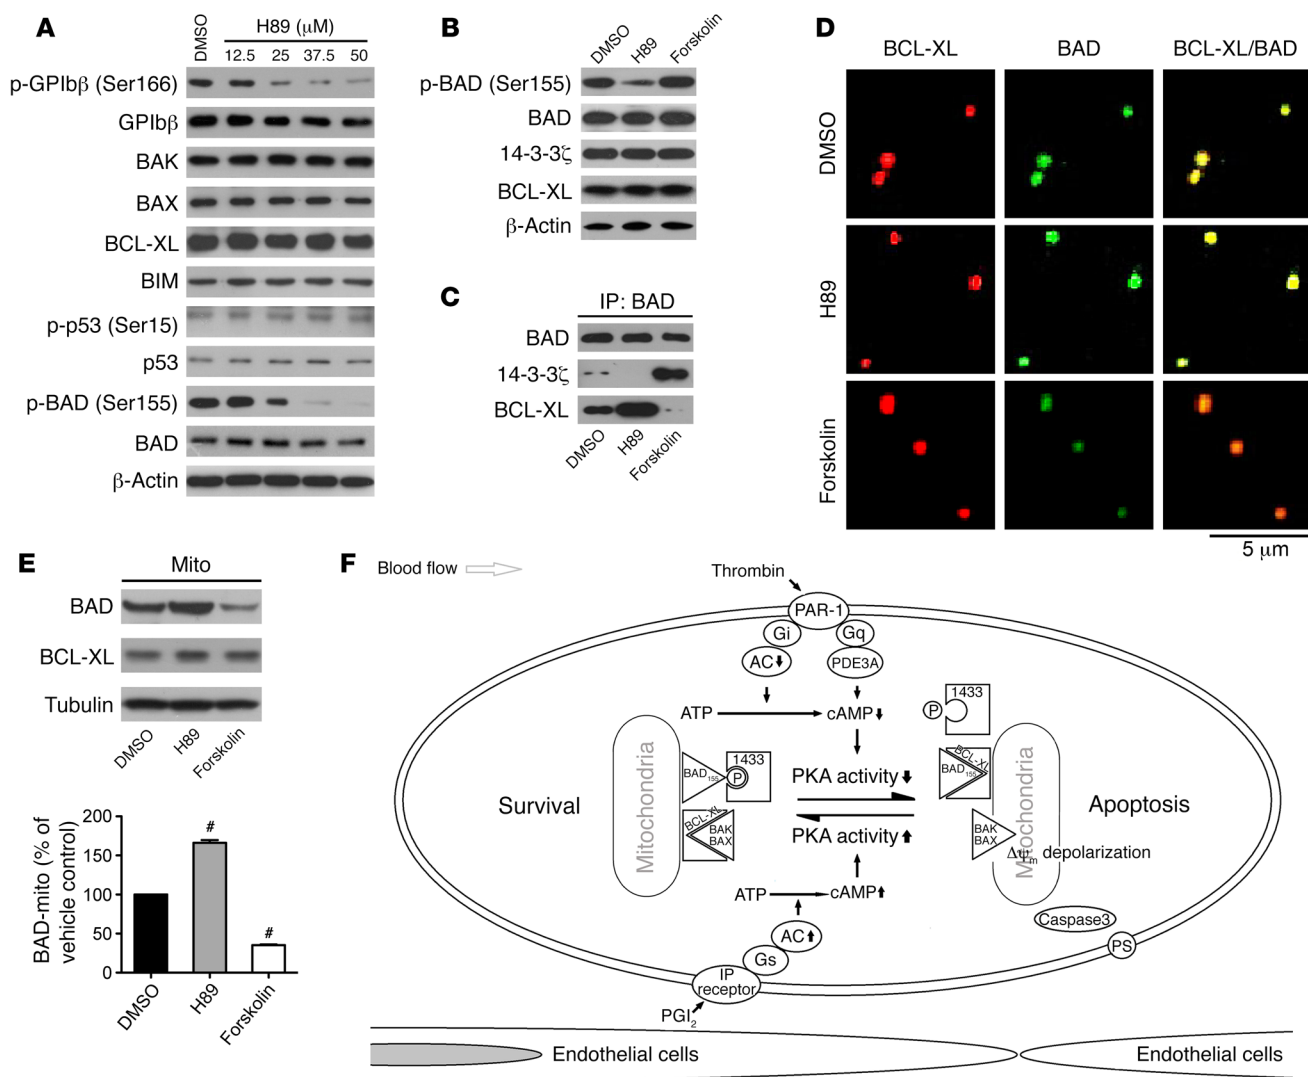 A
DMSO
H89 (μM)
12.5 25 37.5 50
p-GPIbβ (Ser166)
GPIbβ
BAK
BAX
BCL-XL
BIM
p-p53 (Ser15)
p53
p-BAD (Ser155)
BAD
β-Actin
B
DMSO H89 Forskolin
p-BAD (Ser155)
BAD
14-3-3ζ
BCL-XL
β-Actin
C
IP: BAD
BAD
14-3-3ζ
BCL-XL
DMSO H89 Forskolin
D
BCL-XL BAD BCL-XL/BAD
DMSO
H89
Forskolin
5 μm
E
Mito
BAD
BCL-XL
Tubulin
DMSO H89 Forskolin
BAD-mito (% of
vehicle control)
200
150
100
50
0
#
#
DMSO H89 Forskolin
F
Blood flow
Thrombin
PAR-1
Gi Gq
AC PDE3A
ATP cAMP
Mitochondria
BAD155
1433
P
BCL-XL
BAK
BAX
Survival
PKA activity
PKA activity
ATP cAMP
AC
Gs
IP
receptor
PGI2
1433
P
BCL-XL
BAD155
BAK
BAX
Mitochondria
Apoptosis
ΔΨm depolarization
Caspase3
PS
Endothelial cells Endothelial cells